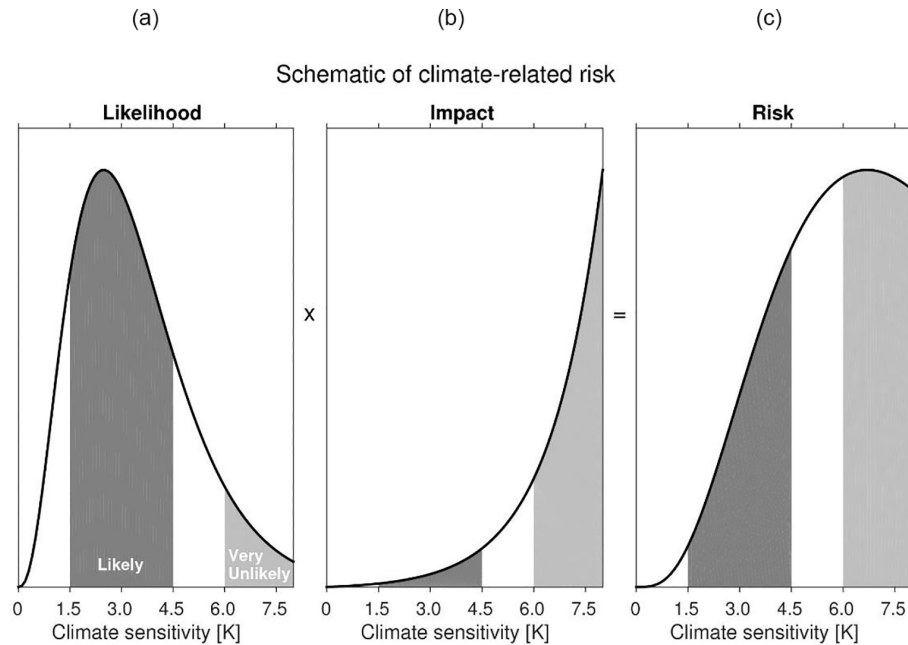 (a) (b) (c)
Schematic of climate-related risk
Likelihood Impact Risk
x =
Likely
Very
Unlikely
0 1.5 3.0 4.5 6.0 7.5 0 1.5 3.0 4.5 6.0 7.5 0 1.5 3.0 4.5 6.0 7.5
Climate sensitivity [K] Climate sensitivity [K] Climate sensitivity [K]